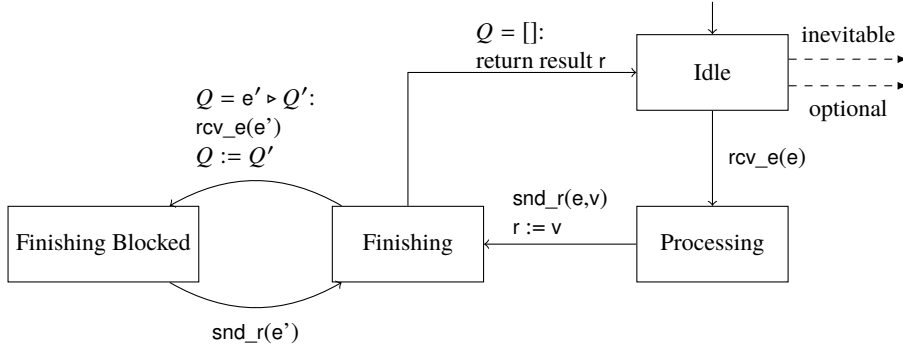 Q = []:
return result r
Idle
inevitable
optional
Q = e′ ▹ Q′:
rcv_e(e’)
Q := Q′
rcv_e(e)
snd_r(e,v)
r := v
Finishing Blocked
Finishing
Processing
snd_r(e’)